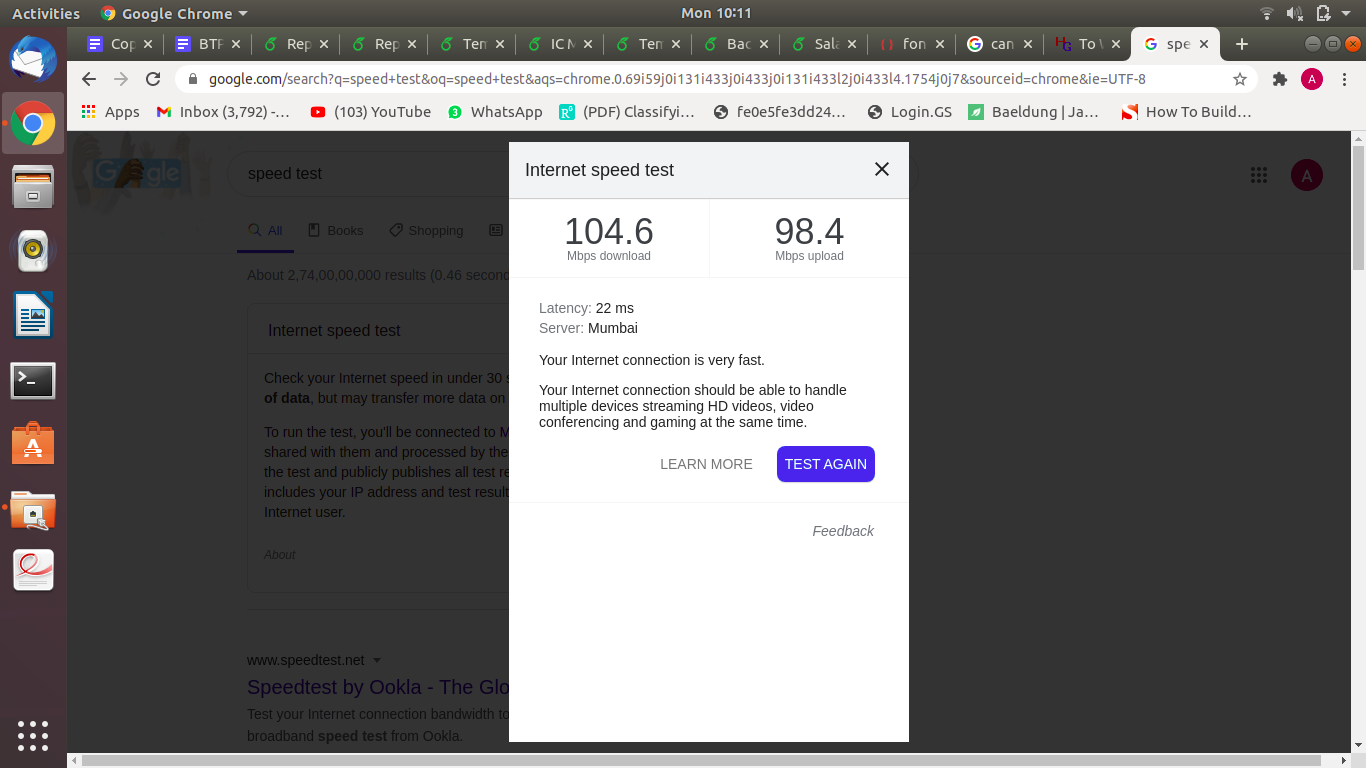 Activities
Google Chrome
Mon 10:11
Cop
BTP
Rep
Rep
Tem
IC M
Tem
Bac
Sala
fon
can
To
spe
google.com/search?q=speed+test&oq=speed+test&aqs=chrome.0.69i59j0i131i433j0i433j0i131i433l2j0i433l4.1754j0j7&sourceid=chrome&ie=UTF-8
A
Apps
Inbox (3,792) -...
(103) YouTube
WhatsApp
(PDF) Classifyi...
fe0e5fe3dd24...
Login.GS
Baeldung | Ja...
How To Build...
Google
speed test
A
All
Books
Shopping
About 2,74,00,00,000 results (0.46 second
Internet speed test
Check your Internet speed in under 30 s
of data, but may transfer more data on
To run the test, you'll be connected to M
shared with them and processed by the
the test and publicly publishes all test re
includes your IP address and test result
Internet user.
About
www.speedtest.net
Speedtest by Ookla - The Glo
Test your Internet connection bandwidth to
broadband speed test from Ookla.
Internet speed test
104.6
Mbps download
98.4
Mbps upload
Latency: 22 ms
Server: Mumbai
Your Internet connection is very fast.
Your Internet connection should be able to handle
multiple devices streaming HD videos, video
conferencing and gaming at the same time.
LEARN MORE
TEST AGAIN
Feedback